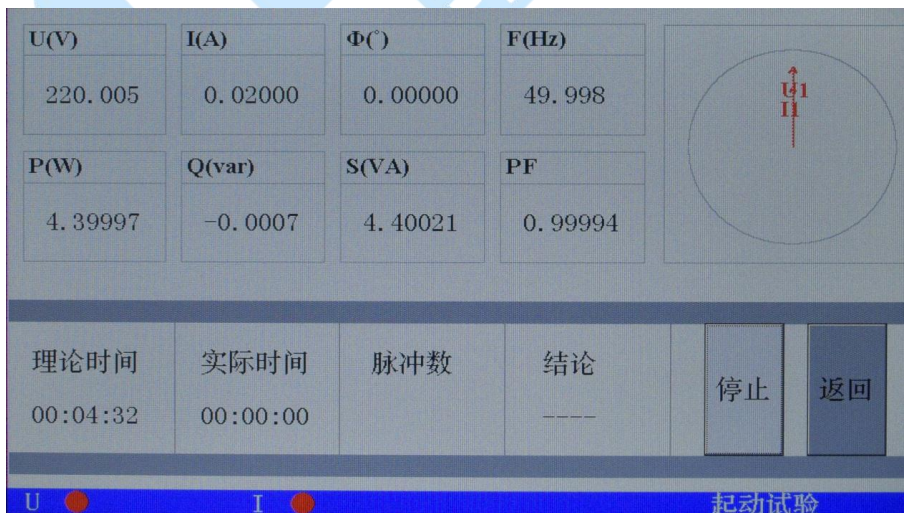 U(V) I(A) Φ(°) F(Hz)
220.005 0.02000 0.00000 49.998
U1
I1
P(W) Q(var) S(VA) PF
4.39997 -0.0007 4.40021 0.99994
理论时间 实际时间 脉冲数 结论
停止 返回
00:04:32 00:00:00 ----
U I 起动试验